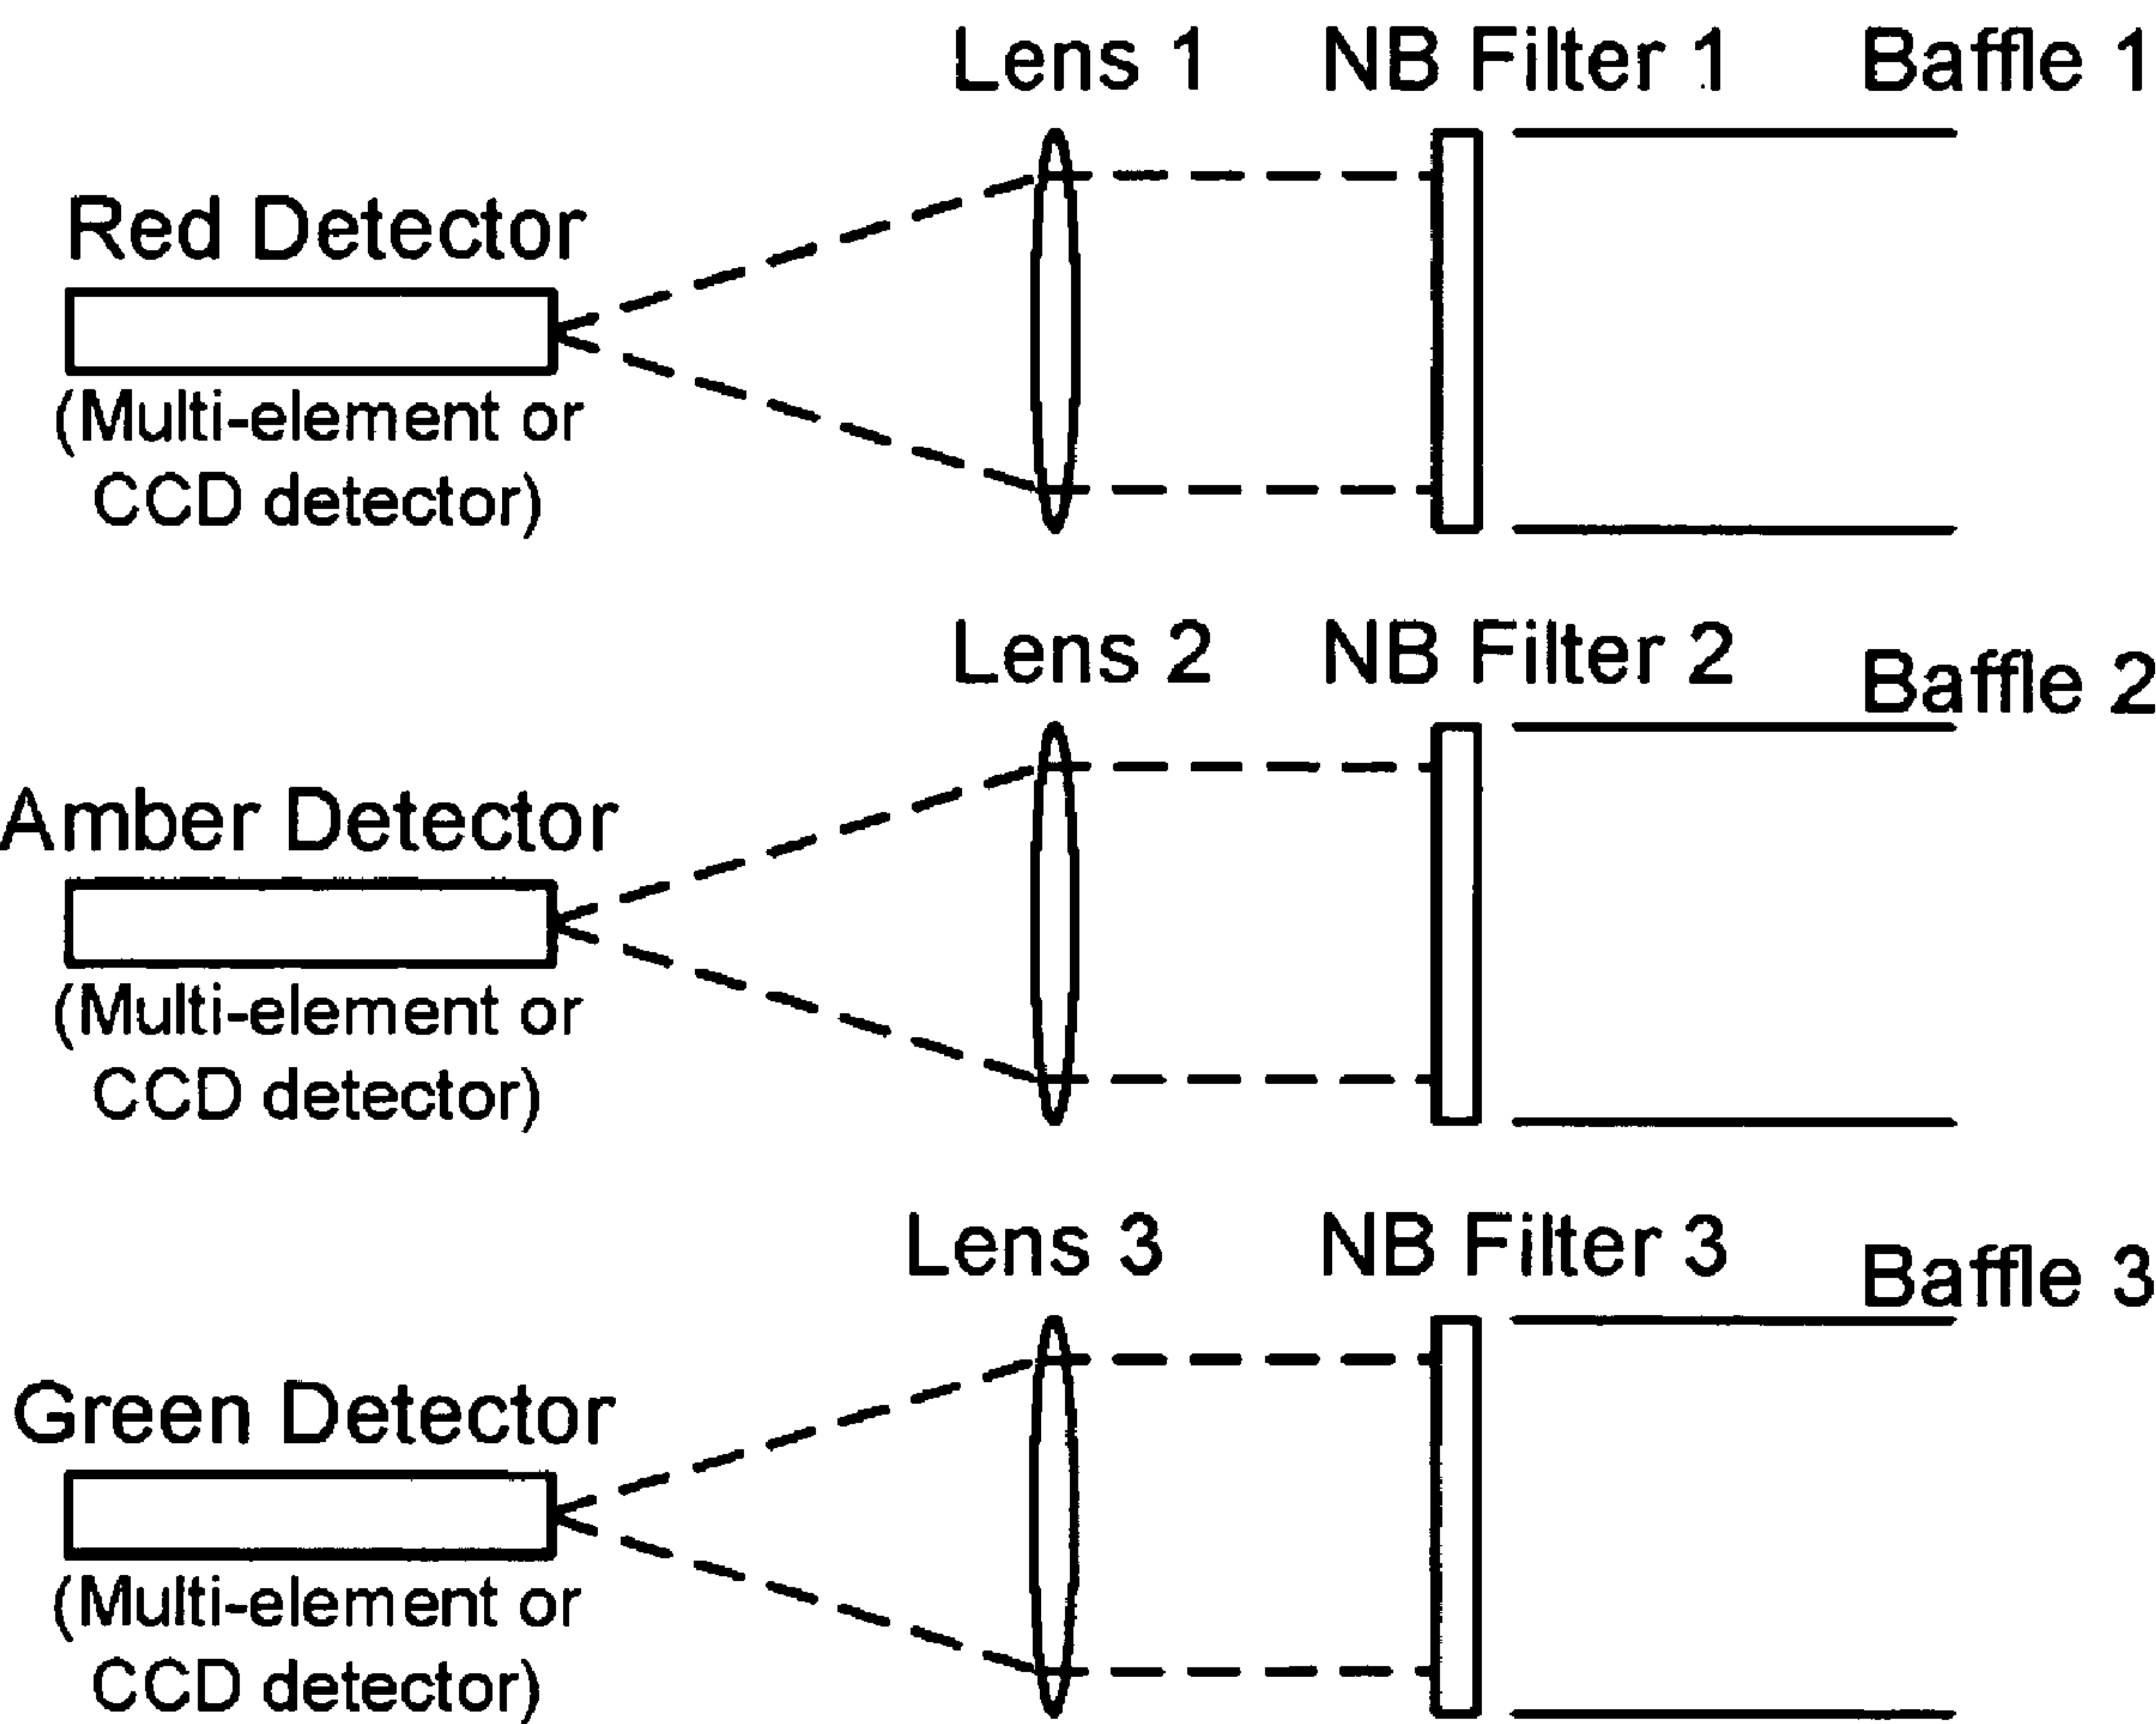 Lens 1 NB Filter 1 Baffle 1
Red Detector
(Multi-element or
CCD detector)
Lens 2 NB Filter 2 Baffle 2
Amber Detector
(Multi-element or
CCD detector)
Lens 3 NB Filter 3 Baffle 3
Green Detector
(Multi-element or
CCD detector)